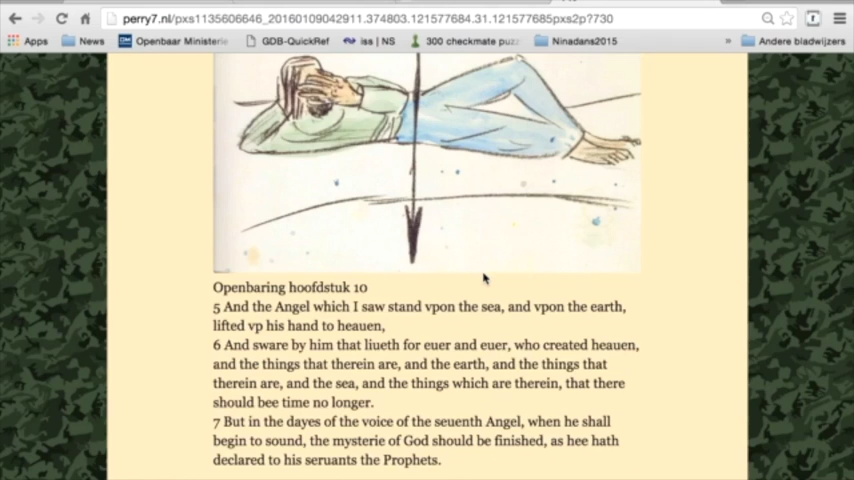 perry7.nl/pxs1135606646_20160109042911.374803.121577684.31.121577685pxs2p?730
Apps News Openbaar Ministerie GDB-QuickRef iss | NS 300 checkmate puz Ninadans2015 » Andere bladwijzers
Openbaring hoofdstuk 10
5 And the Angel which I saw stand vpon the sea, and vpon the earth,
lifted vp his hand to heauen,
6 And sware by him that liueth for euer and euer, who created heauen,
and the things that therein are, and the earth, and the things that
therein are, and the sea, and the things which are therein, that there
should bee time no longer.
7 But in the dayes of the voice of the seuenth Angel, when he shall
begin to sound, the mysterie of God should be finished, as hee hath
declared to his seruants the Prophets.